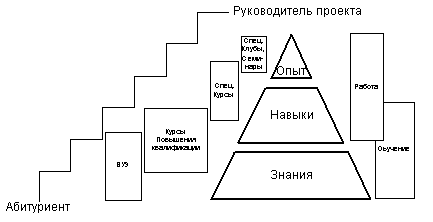 Руководитель проекта
Спец,
Клубы,
Семи-
нары
Опыт
Спец,
Курсы
Работа
Навыки
Курсы
Повышения
квалификации
ВУЗ
Знания
Обучение
Абитуриент